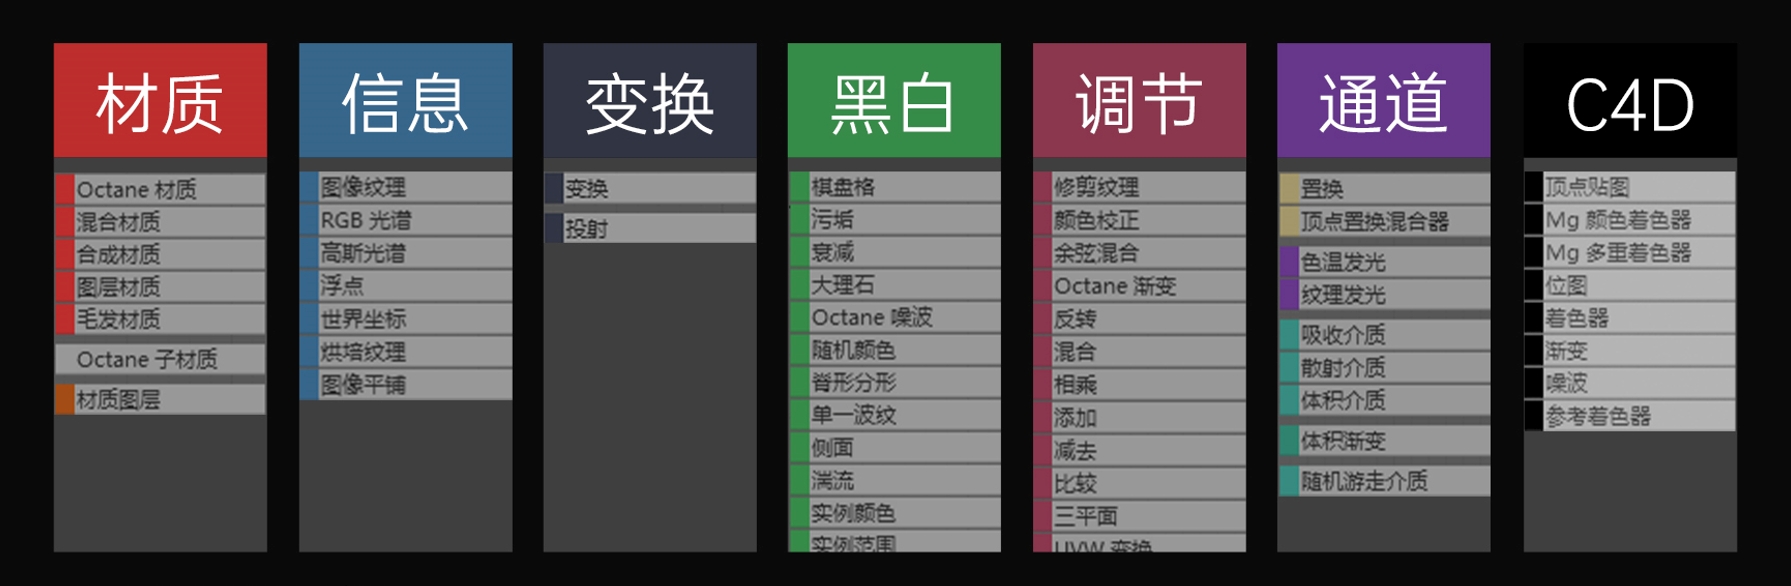 材质
Octane 材质
混合材质
合成材质
图层材质
毛发材质
Octane 子材质
材质图层
信息
图像纹理
RGB 光谱
高斯光谱
浮点
世界坐标
烘培纹理
图像平铺
变换
变换
投射
黑白
棋盘格
污垢
衰减
大理石
Octane 噪波
随机颜色
脊形分形
单一波纹
侧面
湍流
实例颜色
实例范围
调节
修剪纹理
颜色校正
余弦混合
Octane 渐变
反转
混合
相乘
添加
减去
比较
三平面
UVW 变换
通道
置换
顶点置换混合器
色温发光
纹理发光
吸收介质
散射介质
体积介质
体积渐变
随机游走介质
C4D
顶点贴图
Mg 颜色着色器
Mg 多重着色器
位图
着色器
渐变
噪波
参考着色器